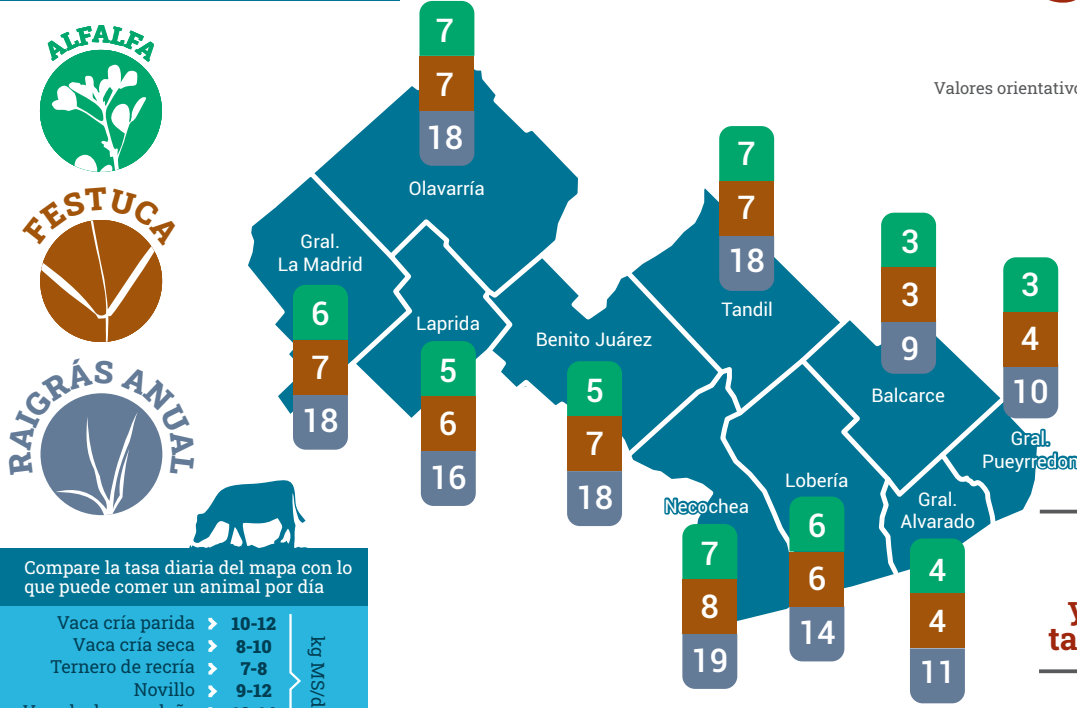 ALFALFA
FESTUCA
RAIGRÁS ANUAL
Valores orientativo
7
7
18
Olavarría
Gral.
La Madrid
6
7
18
Laprida
5
6
16
Benito Juárez
5
7
18
7
7
18
Tandil
3
3
9
Balcarce
3
4
10
Gral.
Pueyrredon
Necochea
7
8
19
Lobería
6
6
14
Gral.
Alvarado
4
4
11
Compare la tasa diaria del mapa con lo
que puede comer un animal por día
Vaca cría parida > 10-12
Vaca cría seca > 8-10
Ternero de recría > 7-8
Novillo > 9-12
kg MS/d
y
ta